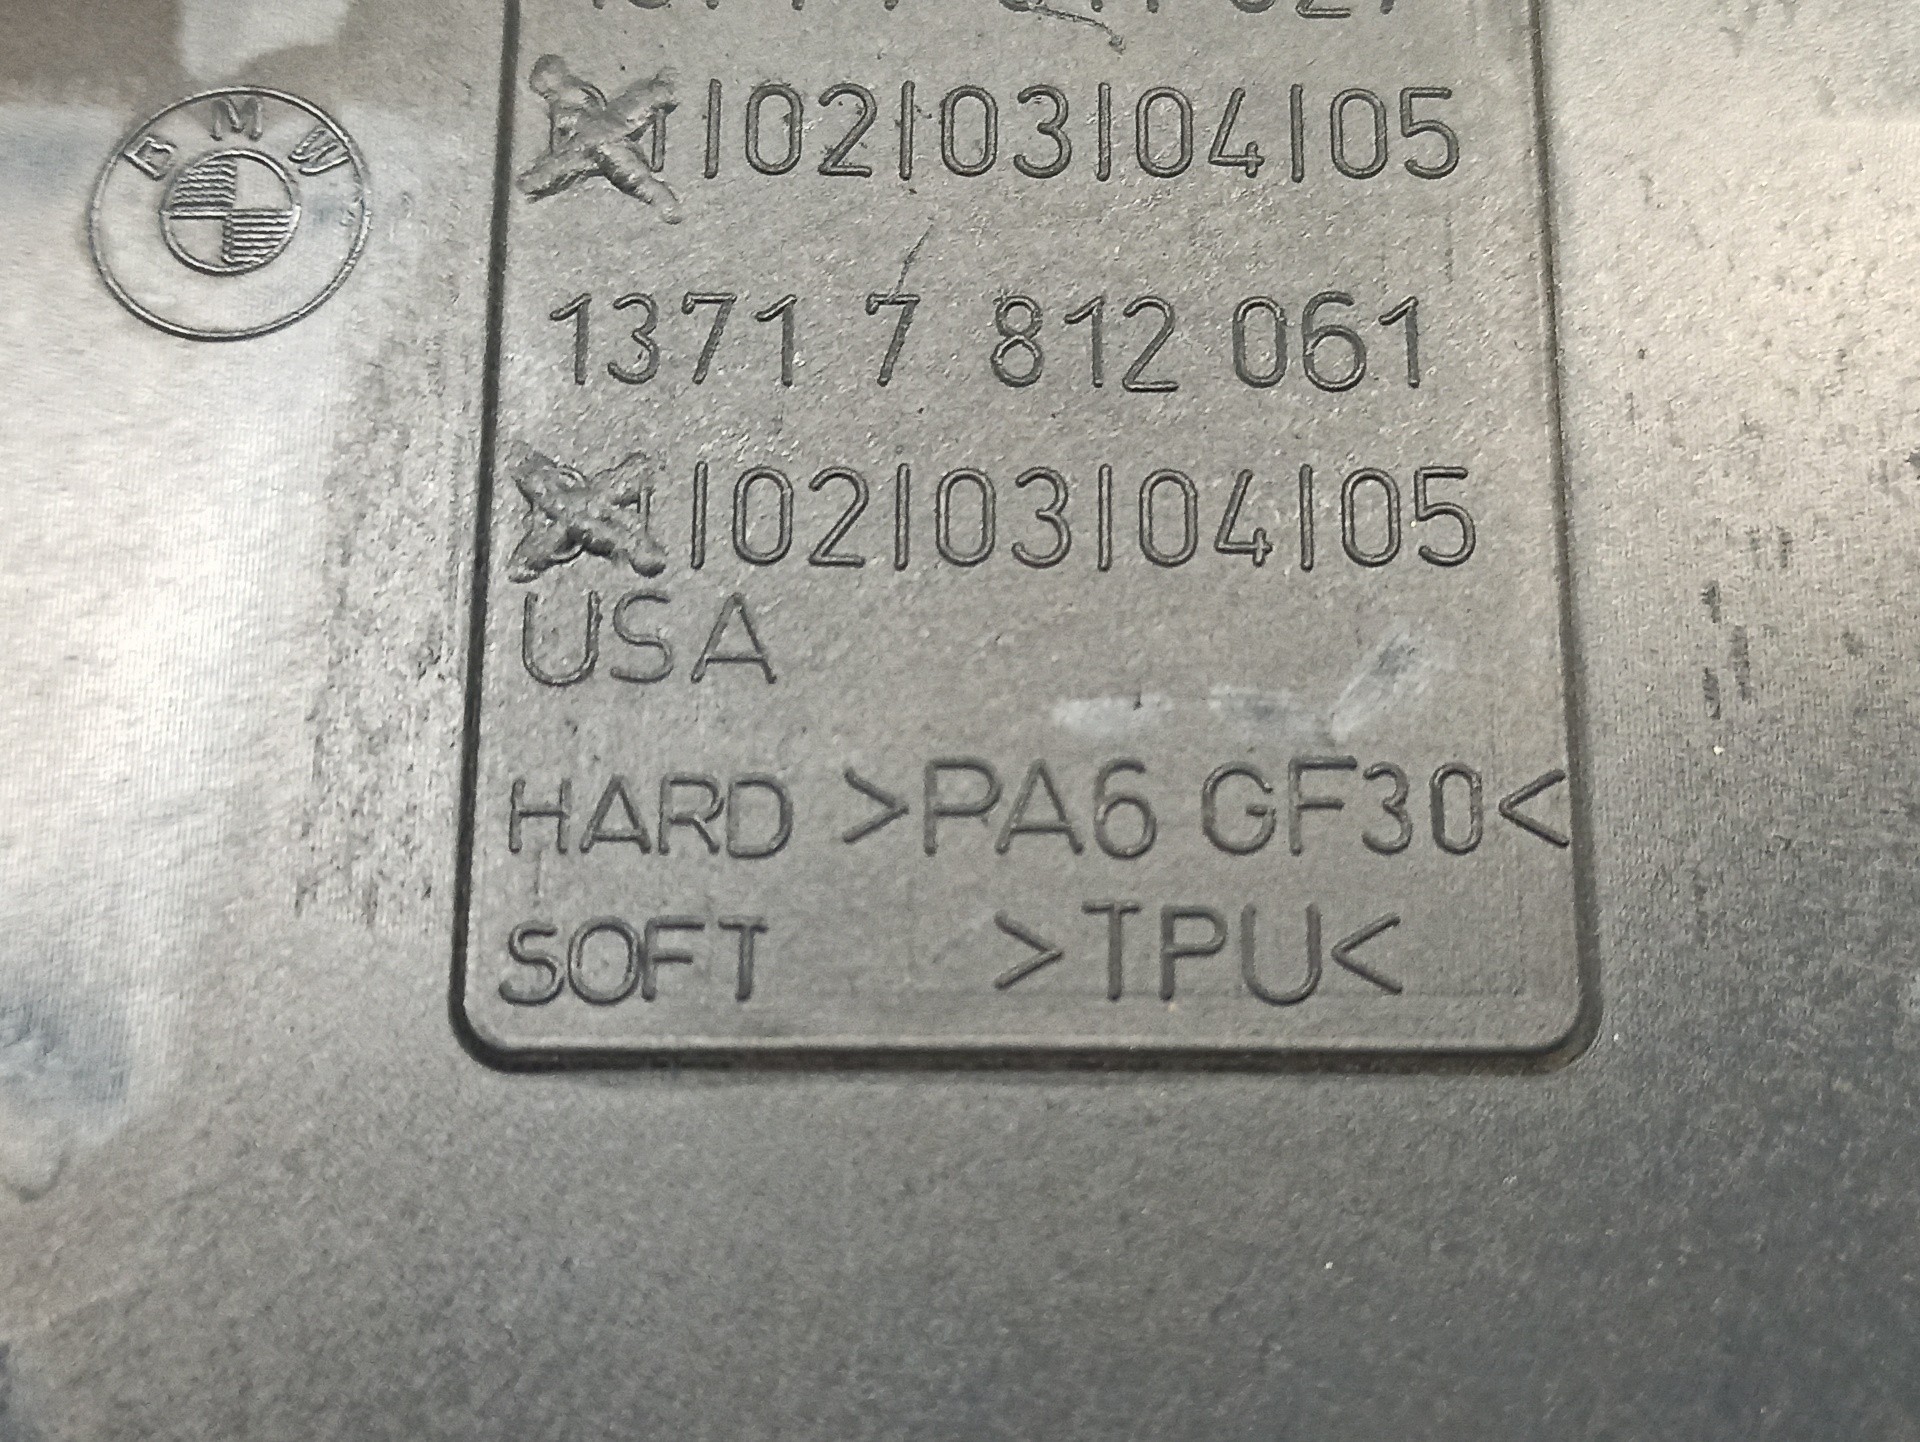 BMW
|02|03|04|05
1371 7 812 061
|02|03|04|05
USA
HARD >PA6 GF30<
SOFT >TPU<